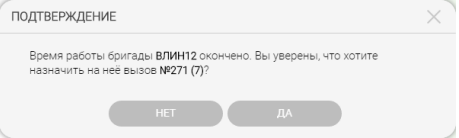 ПОДТВЕРЖДЕНИЕ
Время работы бригады ВЛИН12 окончено. Вы уверены, что хотите
назначить на неё вызов №271 (7)?
НЕТ ДА